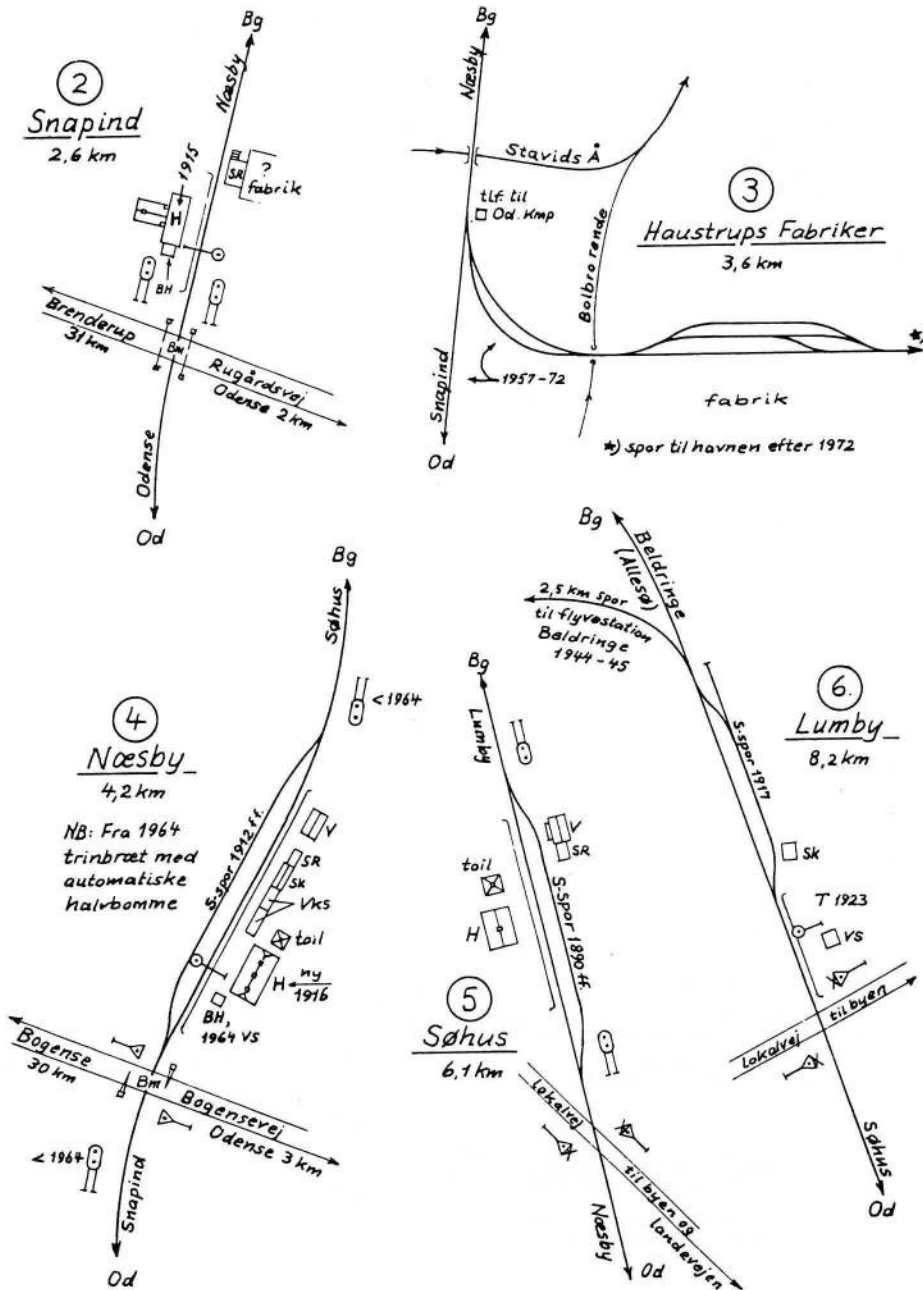 Bg
Næsby
2
Snapind
2,6 km
1915
H
SR
?
fabrik
BH
Brenderup
31 km
Bm
Rugårdsvej
Odense 2 km
Odense
Od
Bg
Næsby
Stavids Å
tlf. til
Od. Kmp
Bolbrorende
3
Haustrups Fabriker
3,6 km
*)
1957-72
Snapind
fabrik
Od
*) spor til havnen efter 1972
Bg
Søhus
< 1964
4
Næsby
4,2 km
NB: Fra 1964
trinbræt med
automatiske
halvbomme
S-spor 1912 ff.
V
SR
SK
VKS
toil
H
ny
1916
BH,
1964 VS
Bogense
30 km
Bm
Bogensevej
Odense 3 km
< 1964
Snapind
Od
Bg
Lumby
V
SR
toil
H
S-spor 1890 ff.
5
Søhus
6,1 km
lokalvej
til byen og
landevejen
Næsby
Od
Bg
Beldringe
(Allesø)
2,5 km spor
til flyvestation
Beldringe
1944-45
6.
Lumby
8,2 km
S-spor 1917
SK
T 1923
VS
lokalvej
til byen
Søhus
Od